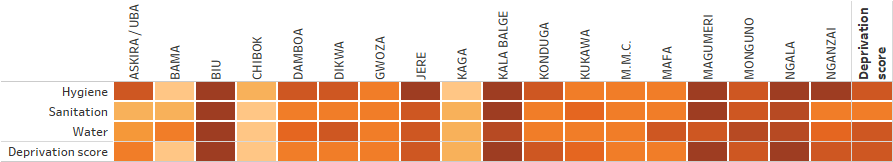 ASKIRA / UBA
BAMA
BIU
CHIBOK
DAMBOA
DIKWA
GWOZA
JERE
KAGA
KALA BALGE
KONDUGA
KUKAWA
M.M.C.
MAFA
MAGUMERI
MONGUNO
NGALA
NGANZAI
Deprivation
score
Hygiene
Sanitation
Water
Deprivation score